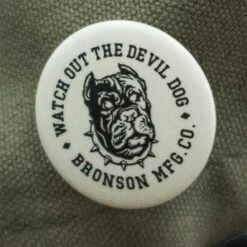 WATCH OUT THE DEVIL DOG
BRONSON MFG.CO.